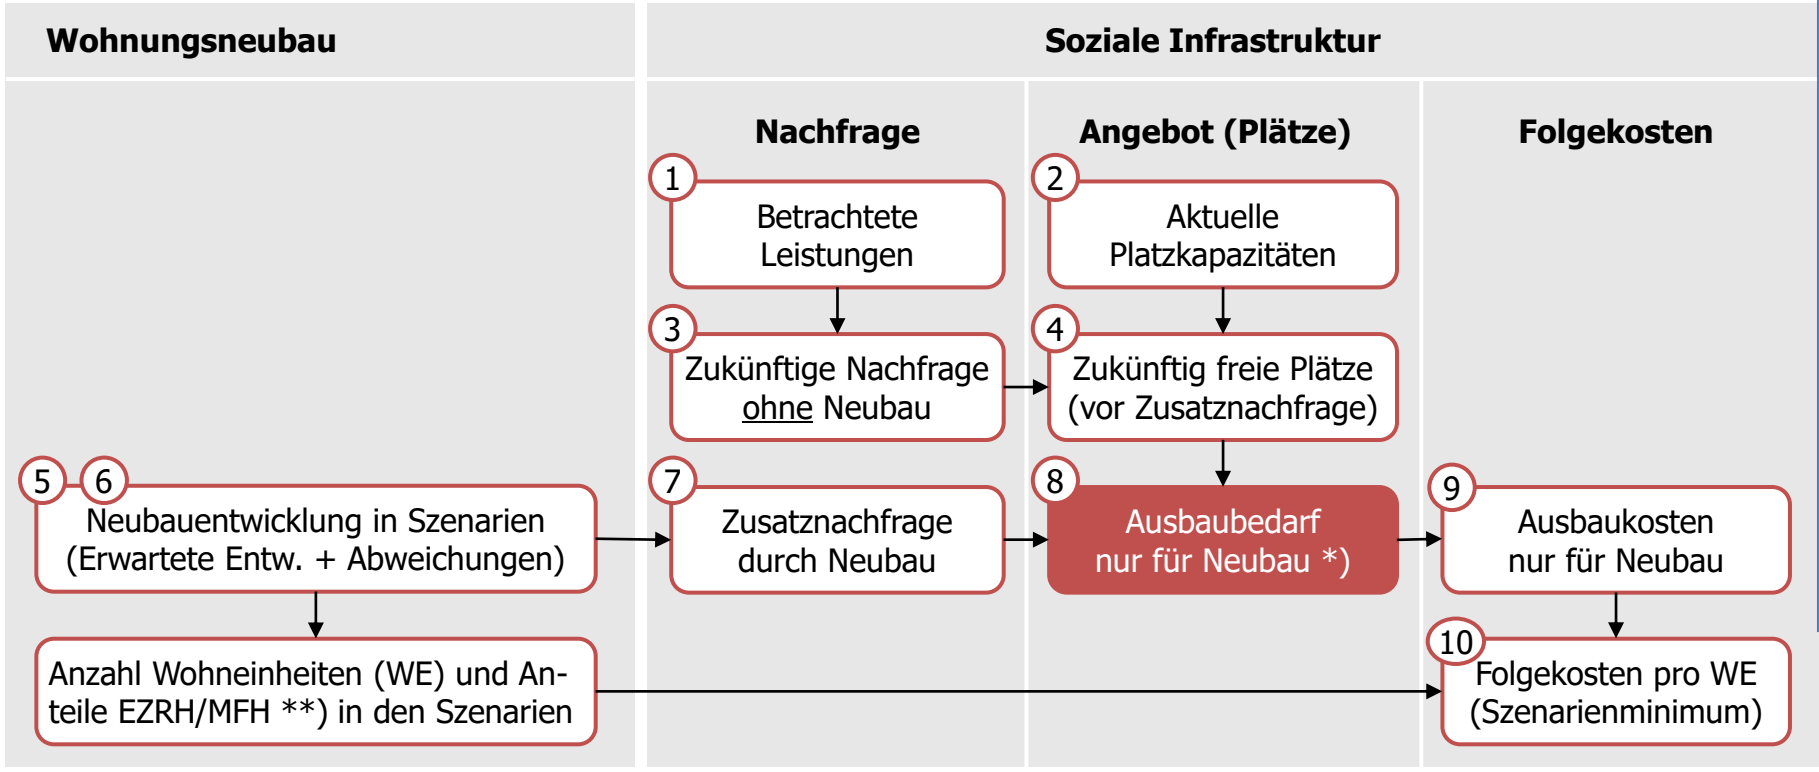 Wohnungsneubau
Soziale Infrastruktur
Nachfrage
Angebot (Plätze)
Folgekosten
1
Betrachtete
Leistungen
2
Aktuelle
Platzkapazitäten
3
Zukünftige Nachfrage
ohne Neubau
4
Zukünftig freie Plätze
(vor Zusatznachfrage)
5 6
Neubauentwicklung in Szenarien
(Erwartete Entw. + Abweichungen)
7
Zusatznachfrage
durch Neubau
8
Ausbaubedarf
nur für Neubau *)
9
Ausbaukosten
nur für Neubau
Anzahl Wohneinheiten (WE) und An-
teile EZRH/MFH **) in den Szenarien
10
Folgekosten pro WE
(Szenarienminimum)